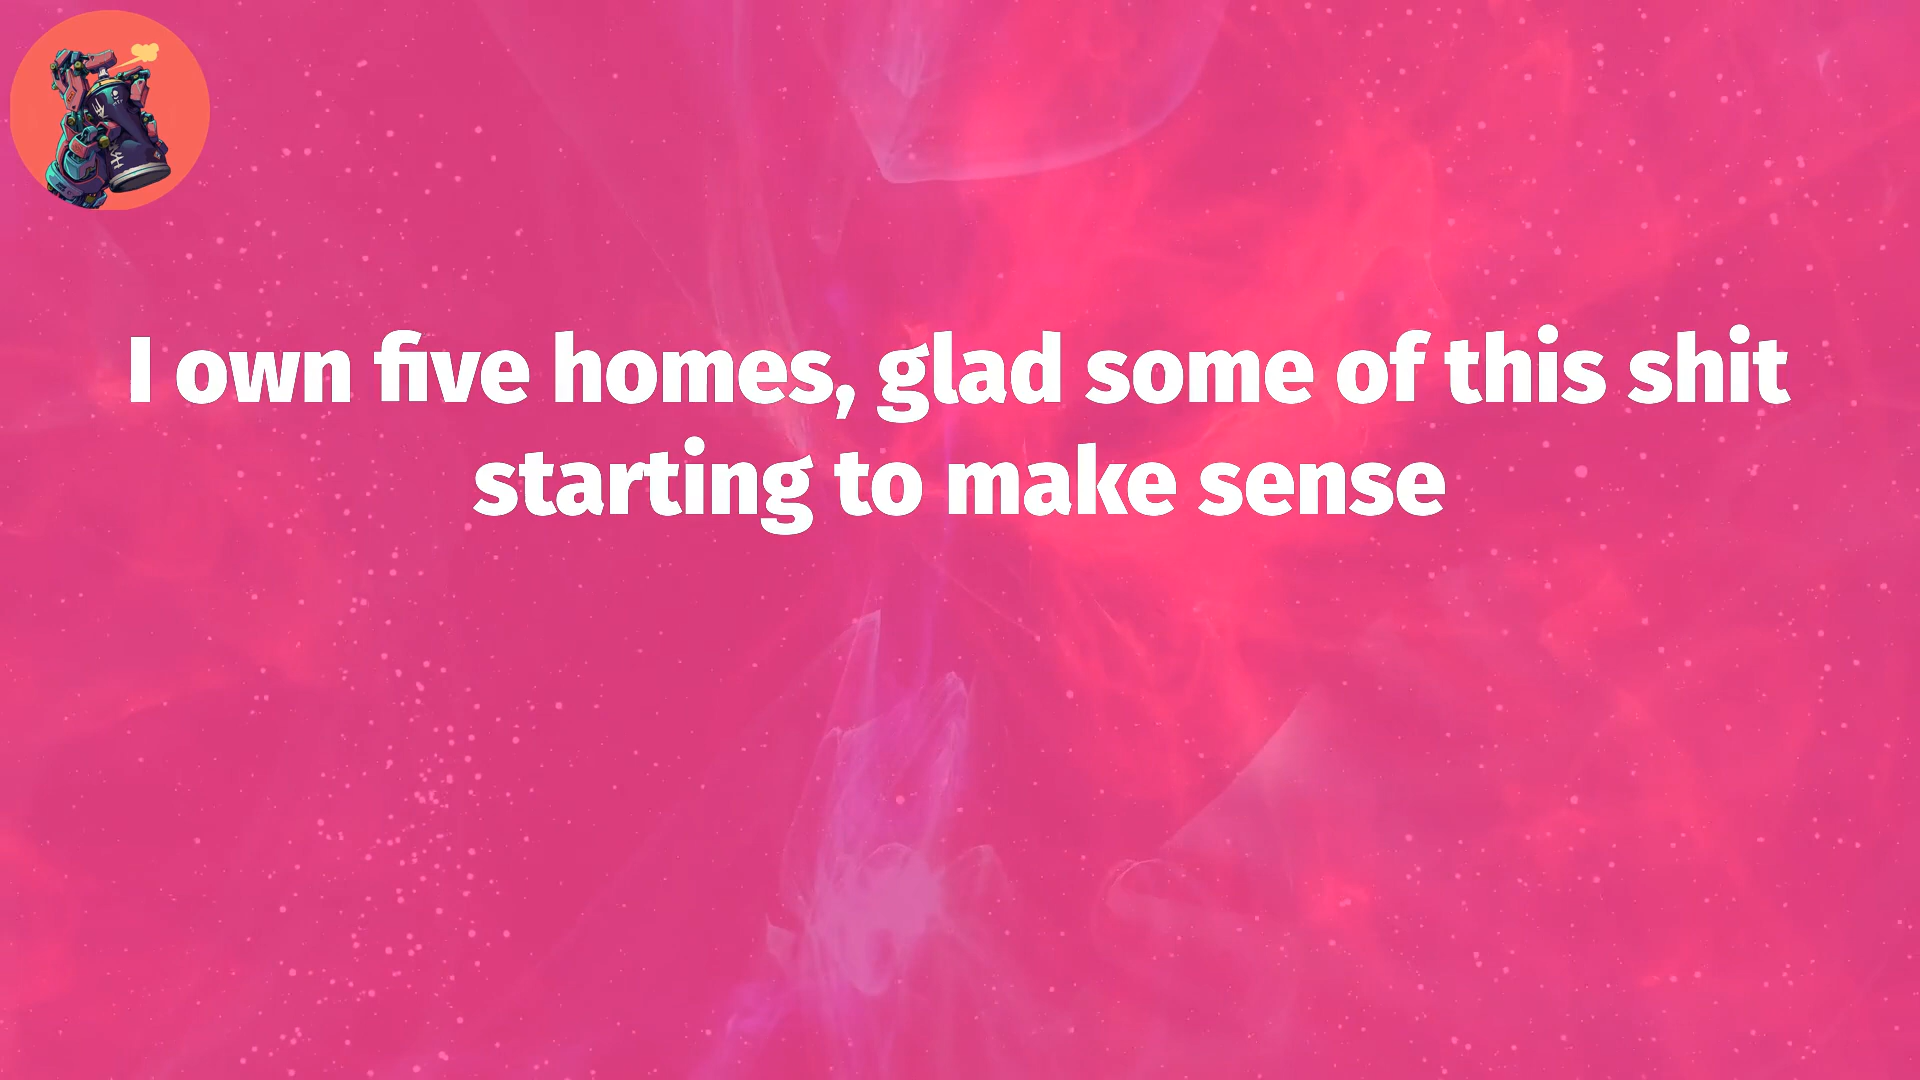 I own five homes, glad some of this shit
starting to make sense